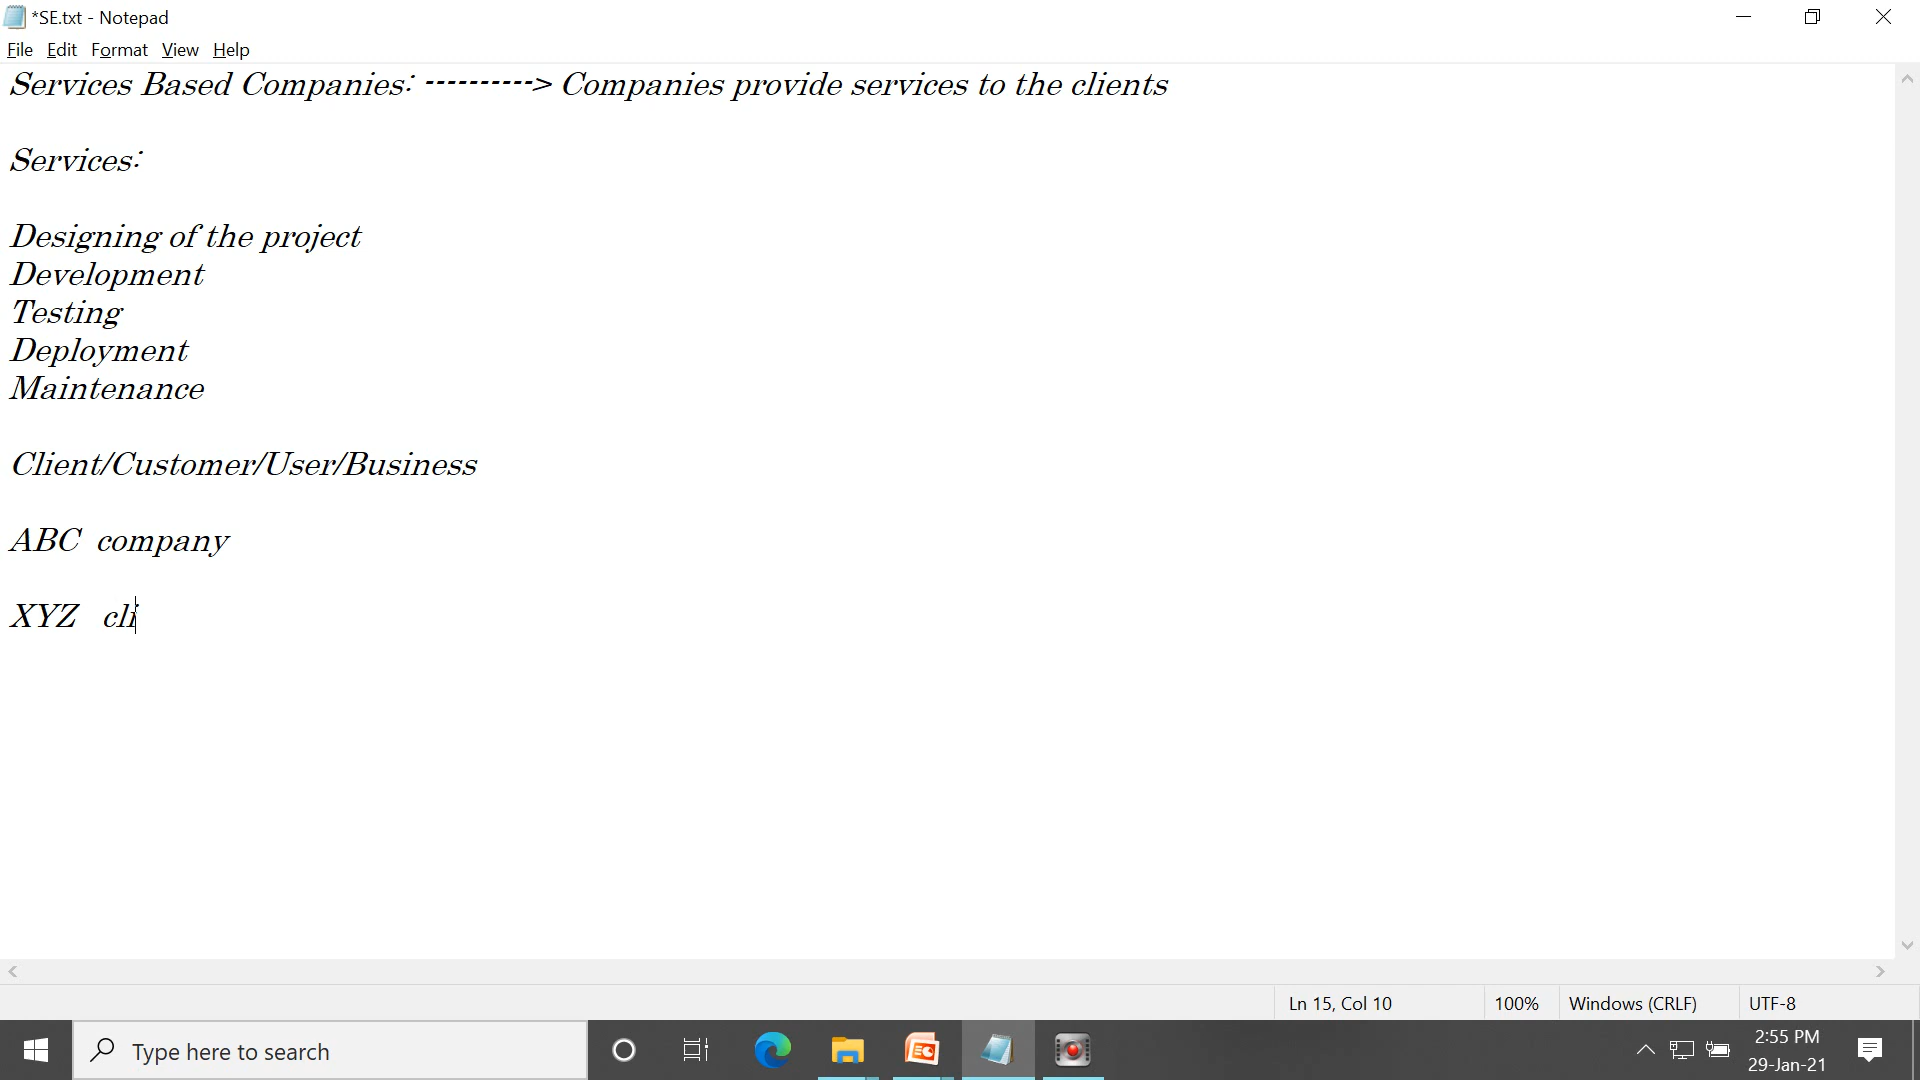 *SE.txt - Notepad
File Edit Format View Help
Services Based Companies: ----------> Companies provide services to the clients
Services:
Designing of the project
Development
Testing
Deployment
Maintenance
Client/Customer/User/Business
ABC  company
XYZ   cli
Ln 15, Col 10 100% Windows (CRLF) UTF-8
Type here to search
2:55 PM
29-Jan-21